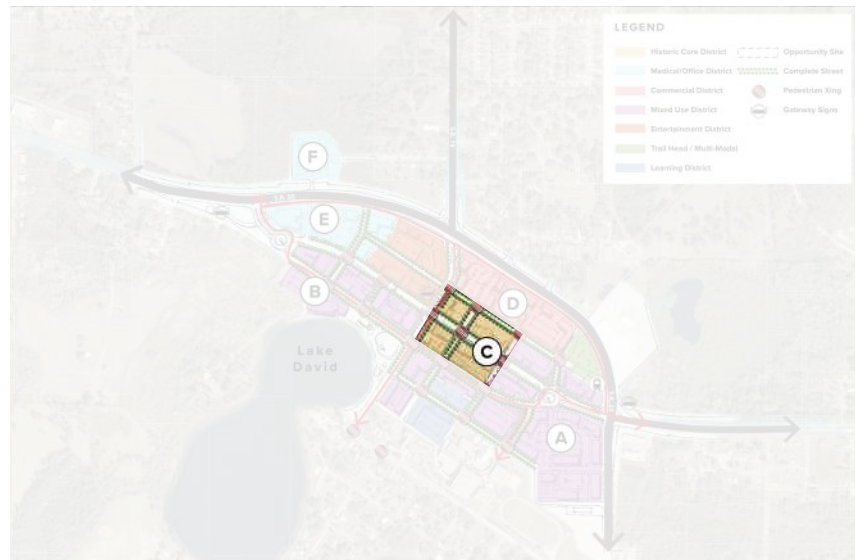 LEGEND
Historic Core District
Opportunity Site
Medical/Office District
Complete Street
Commercial District
Pedestrian Xing
Mixed Use District
Gateway Signs
Entertainment District
Trail Head / Multi-Modal
Learning District
F
E
B
D
C
Lake
David
A